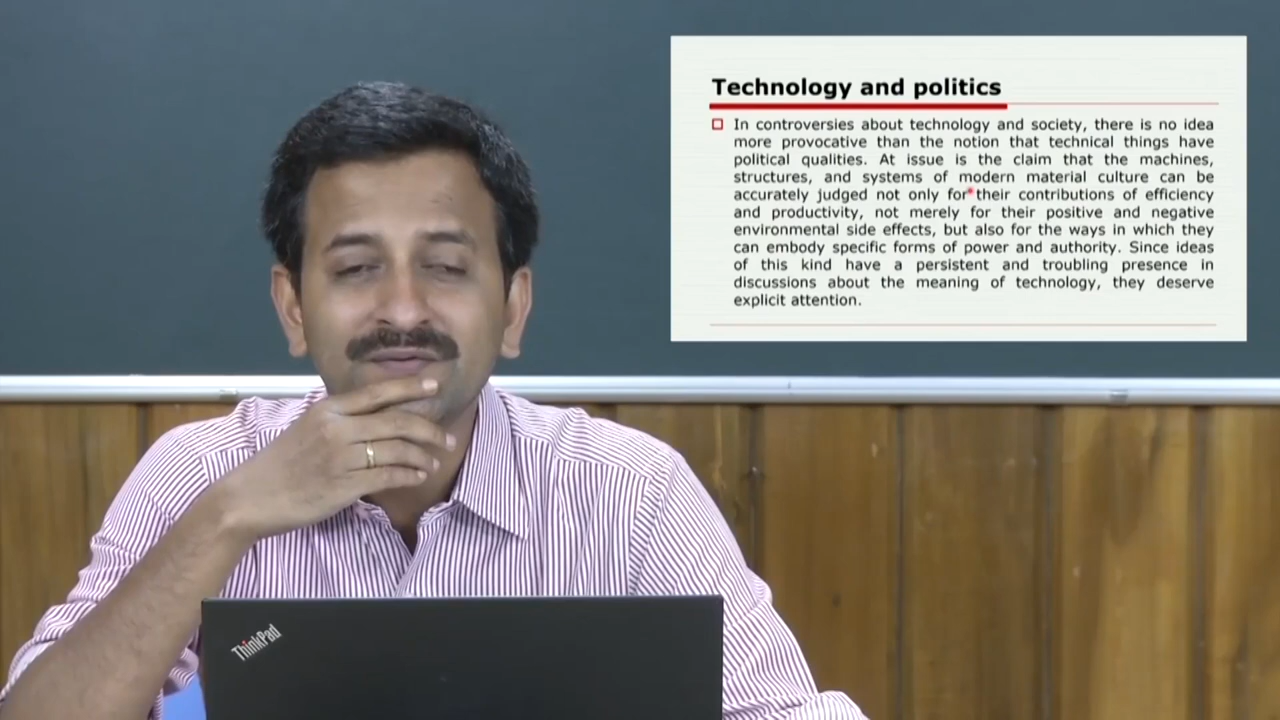 Technology and politics
In controversies about technology and society, there is no idea
more provocative than the notion that technical things have
political qualities. At issue is the claim that the machines,
structures, and systems of modern material culture can be
accurately judged not only for their contributions of efficiency
and productivity, not merely for their positive and negative
environmental side effects, but also for the ways in which they
can embody specific forms of power and authority. Since ideas
of this kind have a persistent and troubling presence in
discussions about the meaning of technology, they deserve
explicit attention.
ThinkPad